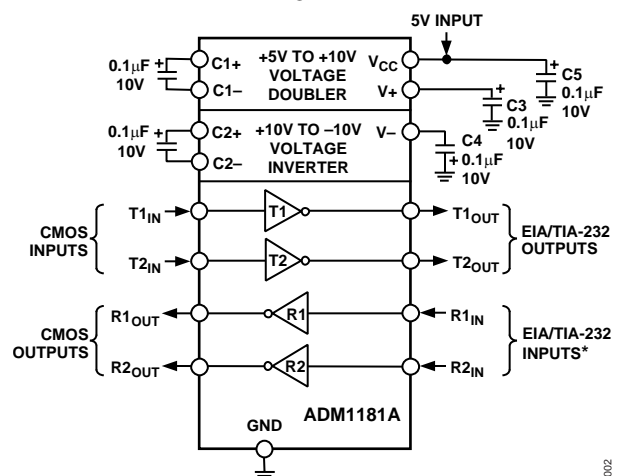 5V INPUT
0.1µF
10V
+
C1+
C1–
+5V TO +10V
VOLTAGE
DOUBLER
VCC
V+
+
C5
0.1µF
10V
+
C3
0.1µF
10V
0.1µF
10V
+
C2+
C2–
+10V TO –10V
VOLTAGE
INVERTER
V–
C4
+
0.1µF
10V
CMOS
INPUTS
T1IN
T1
T1OUT
EIA/TIA-232
OUTPUTS
T2IN
T2
T2OUT
CMOS
OUTPUTS
R1OUT
R1
R1IN
EIA/TIA-232
INPUTS*
R2OUT
R2
R2IN
GND
ADM1181A
002